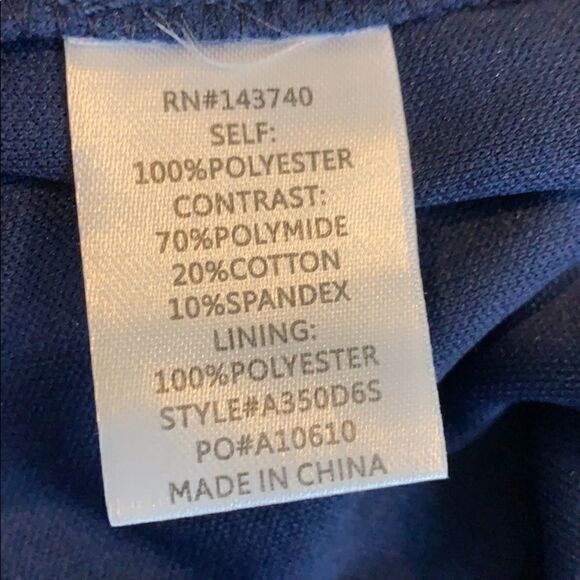 RN#143740
SELF:
100%POLYESTER
CONTRAST:
70%POLYMIDE
20%COTTON
10%SPANDEX
LINING:
100%POLYESTER
STYLE#A350D6S
PO#A10610
MADE IN CHINA